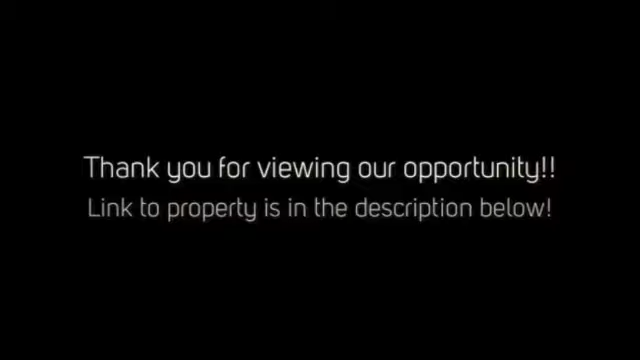 Thank you for viewing our opportunity!!
Link to property is in the description below!